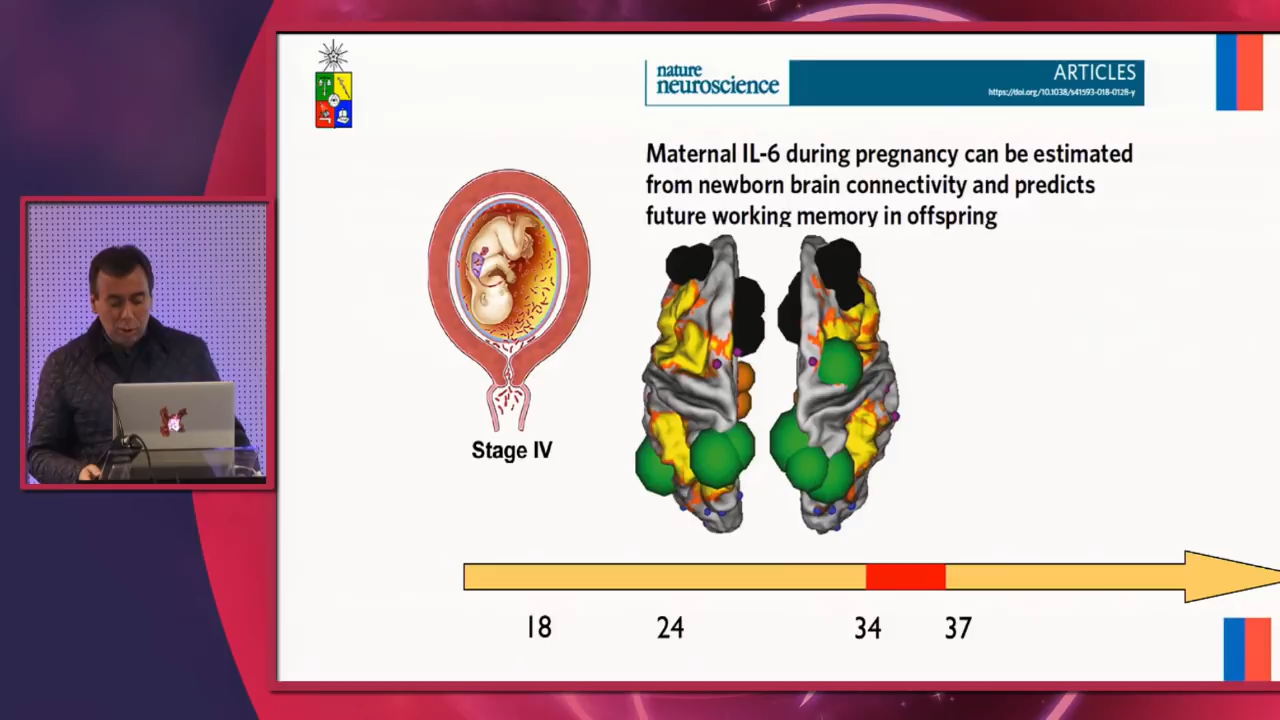 nature
neuroscience
ARTICLES
https://doi.org/10.1038/s41593-018-0128-y
Maternal IL-6 during pregnancy can be estimated
from newborn brain connectivity and predicts
future working memory in offspring
Stage IV
18 24 34 37